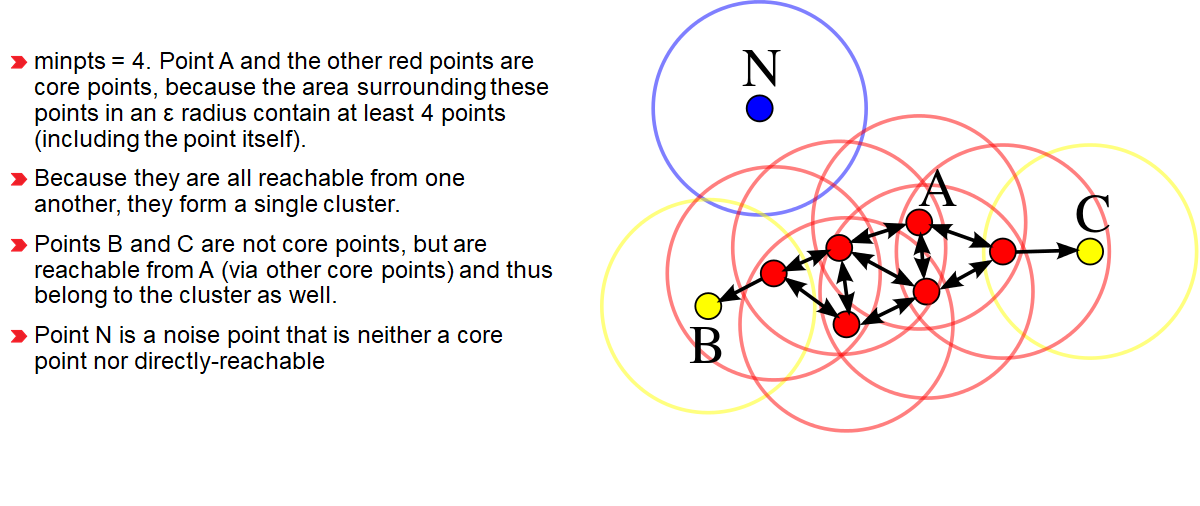 minpts = 4. Point A and the other red points are
core points, because the area surrounding these
points in an ε radius contain at least 4 points
(including the point itself).
Because they are all reachable from one
another, they form a single cluster.
Points B and C are not core points, but are
reachable from A (via other core points) and thus
belong to the cluster as well.
Point N is a noise point that is neither a core
point nor directly-reachable
N
A
C
B